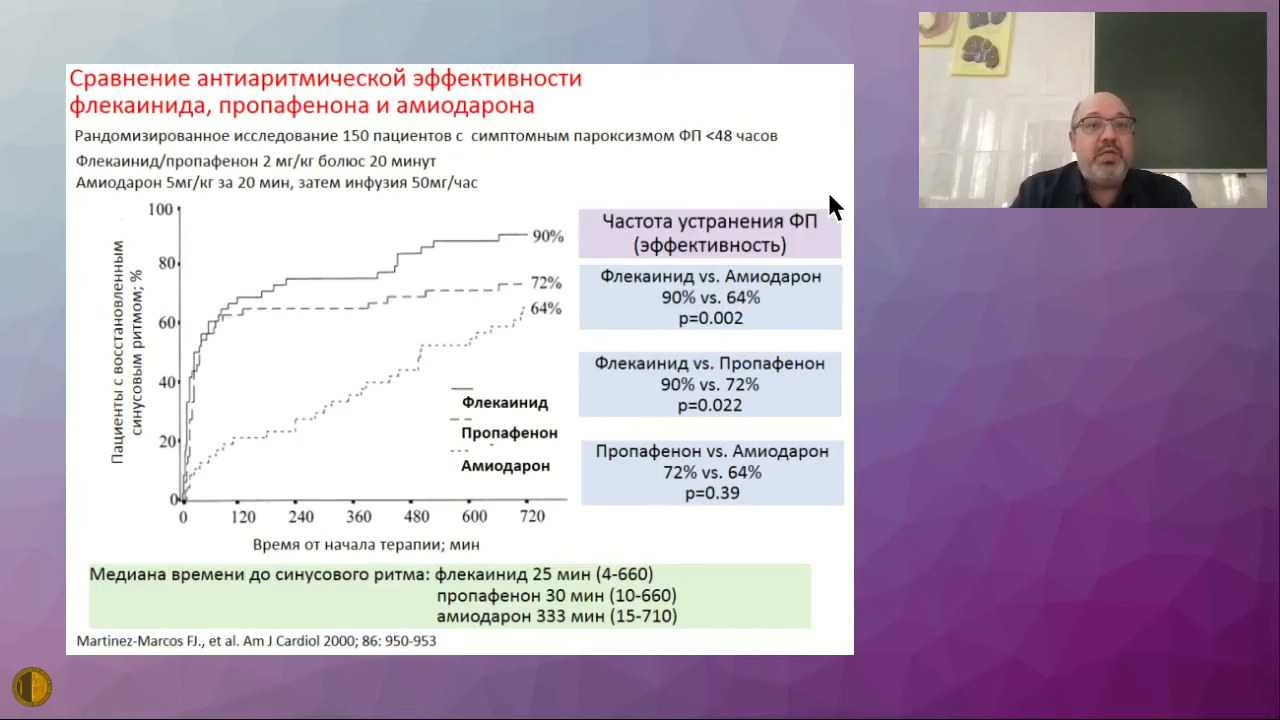 Сравнение антиаритмической эффективности
флекаинида, пропафенона и амиодарона
Рандомизированное исследование 150 пациентов с симптомным пароксизмом ФП <48 часов
Флекаинид/пропафенон 2 мг/кг болюс 20 минут
Амиодарон 5мг/кг за 20 мин, затем инфузия 50мг/час
Пациенты с восстановленным
синусовым ритмом; %
100
80
60
40
20
0
90%
72%
64%
Флекаинид
Пропафенон
Амиодарон
0 120 240 360 480 600 720
Время от начала терапии; мин
Частота устранения ФП
(эффективность)
Флекаинид vs. Амиодарон
90% vs. 64%
p=0.002
Флекаинид vs. Пропафенон
90% vs. 72%
p=0.022
Пропафенон vs. Амиодарон
72% vs. 64%
p=0.39
Медиана времени до синусового ритма: флекаинид 25 мин (4-660)
пропафенон 30 мин (10-660)
амиодарон 333 мин (15-710)
Martinez-Marcos FJ., et al. Am J Cardiol 2000; 86: 950-953